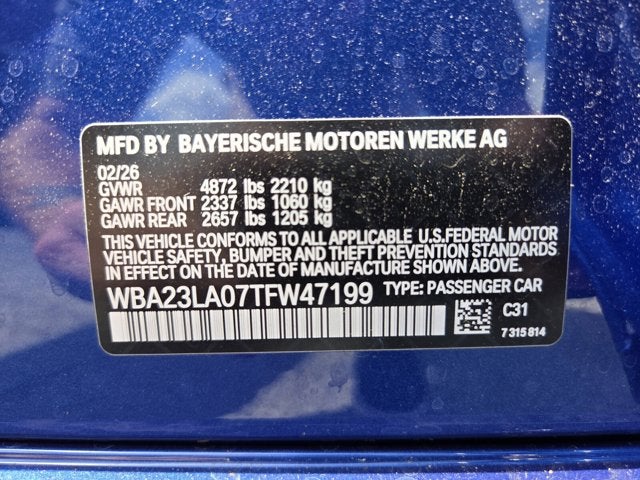 MFD BY BAYERISCHE MOTOREN WERKE AG
02/26
GVWR 4872 lbs 2210 kg
GAWR FRONT 2337 lbs 1060 kg
GAWR REAR 2657 lbs 1205 kg
THIS VEHICLE CONFORMS TO ALL APPLICABLE U.S.FEDERAL MOTOR
VEHICLE SAFETY, BUMPER AND THEFT PREVENTION STANDARDS
IN EFFECT ON THE DATE OF MANUFACTURE SHOWN ABOVE.
WBA23LA07TFW47199 TYPE: PASSENGER CAR
C31
7315814